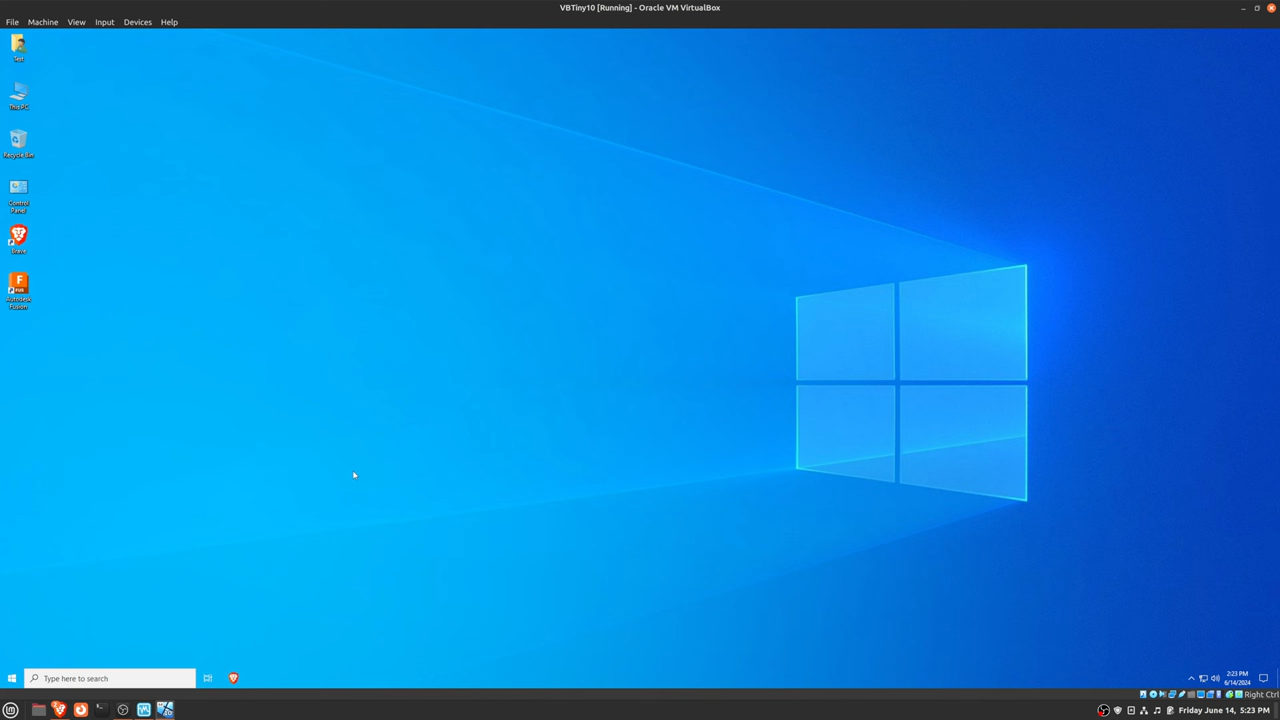 VBTiny10 [Running] - Oracle VM VirtualBox
File Machine View Input Devices Help
Test
This PC
Recycle Bin
Control
Panel
Brave
F
FUS
Autodesk
Fusion
Type here to search
2:23 PM
6/14/2024
Right Ctrl
Friday June 14, 5:23 PM